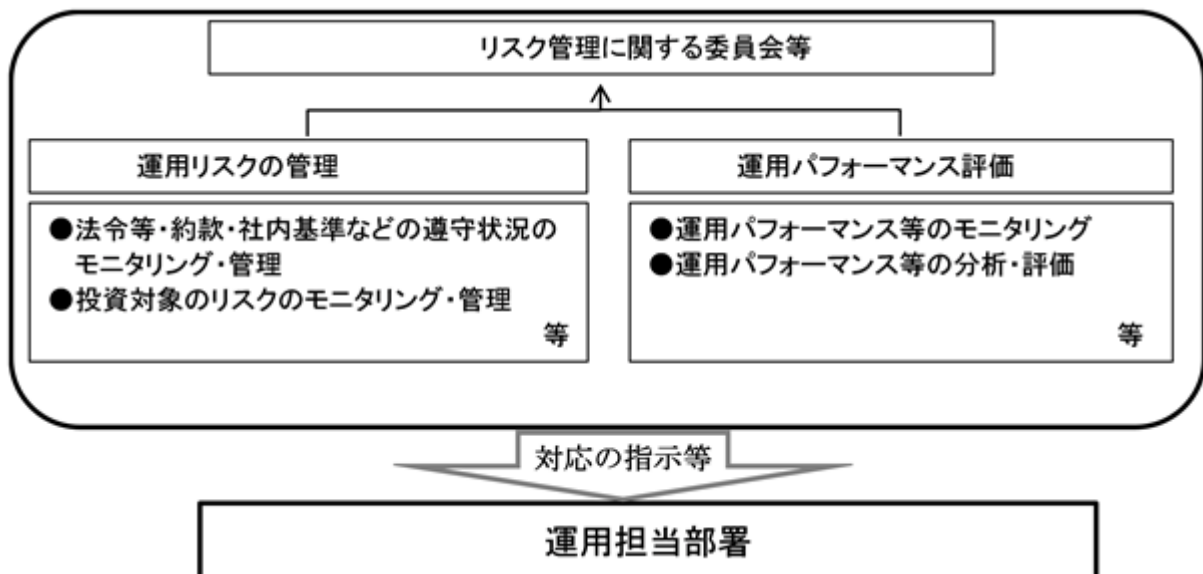 リスク管理に関する委員会等
運用リスクの管理
●法令等・約款・社内基準などの遵守状況の
モニタリング・管理
●投資対象のリスクのモニタリング・管理
等
運用パフォーマンス評価
●運用パフォーマンス等のモニタリング
●運用パフォーマンス等の分析・評価
等
対応の指示等
運用担当部署